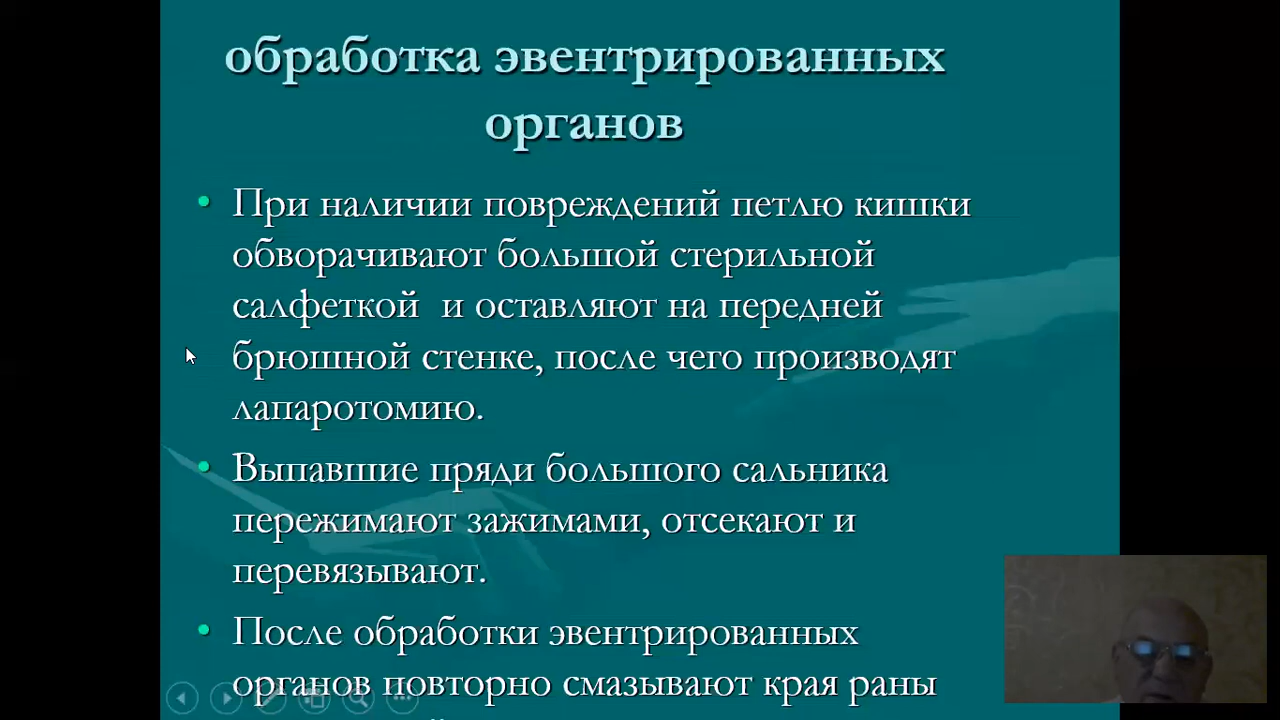 обработка эвентрированных
органов
• При наличии повреждений петлю кишки
обворачивают большой стерильной
салфеткой и оставляют на передней
брюшной стенке, после чего производят
лапаротомию.
• Выпавшие пряди большого сальника
пережимают зажимами, отсекают и
перевязывают.
• После обработки эвентрированных
органов повторно смазывают края раны